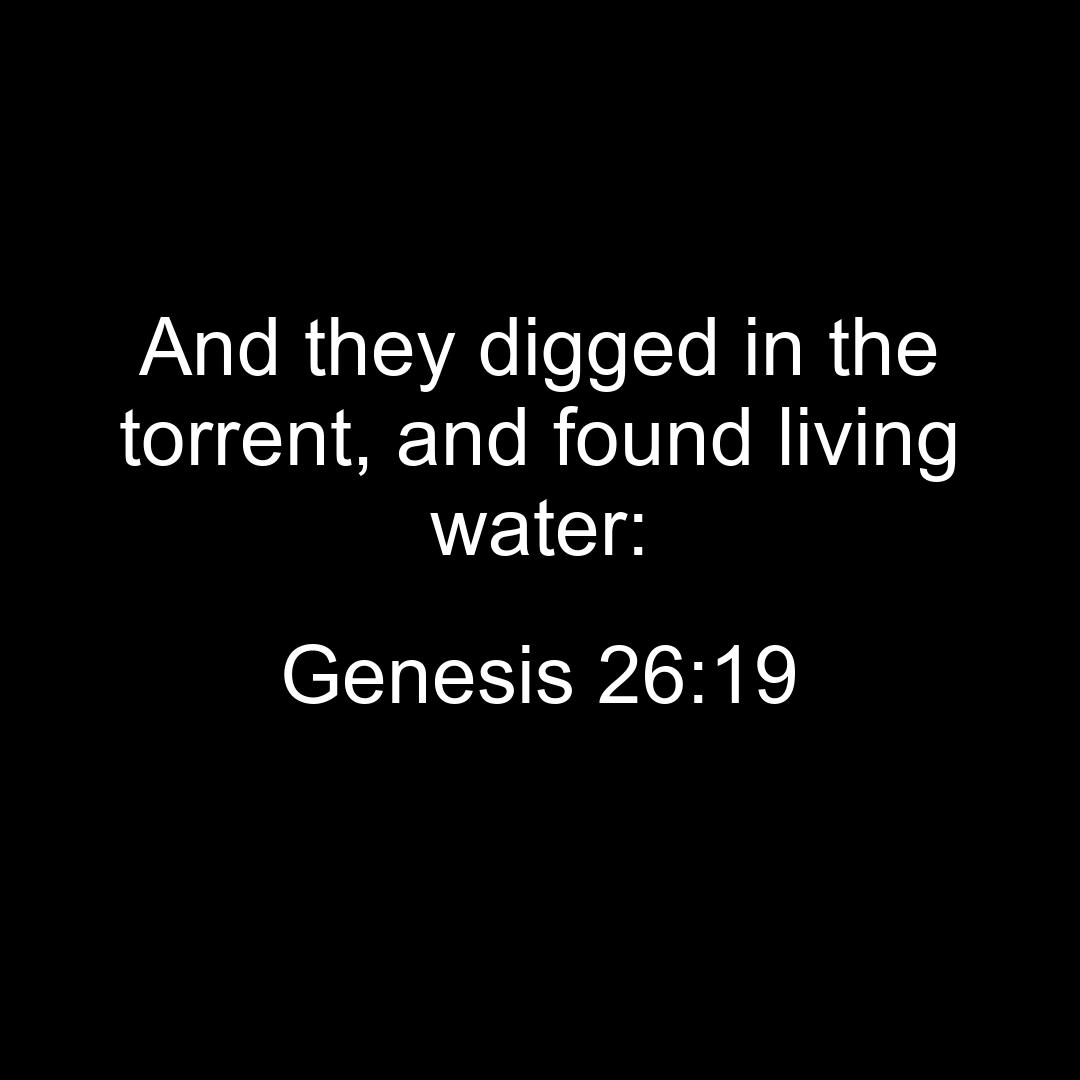 And they digged in the
torrent, and found living
water:
Genesis 26:19